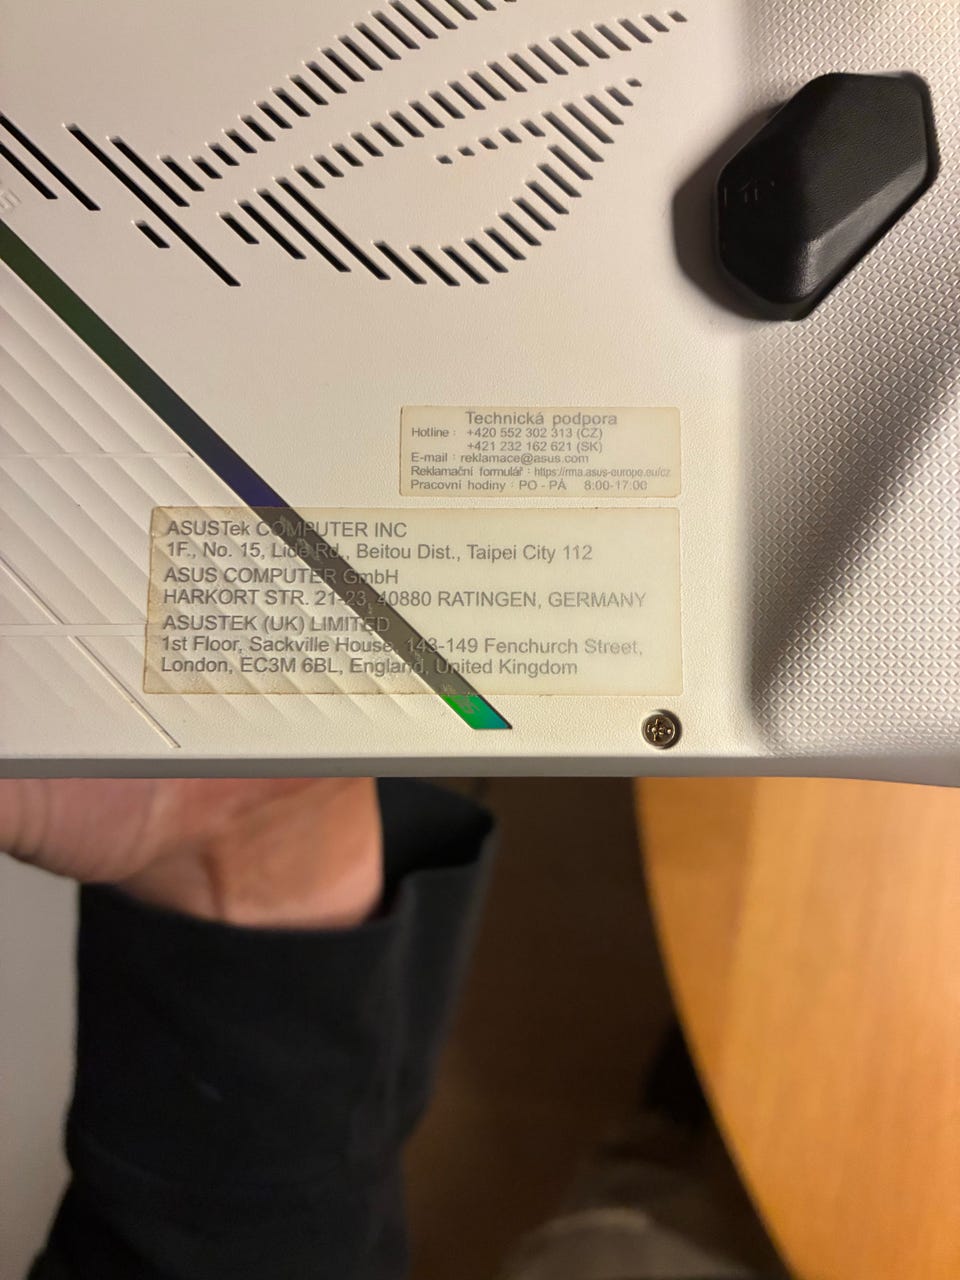 Technická podpora
Hotline : +420 552 302 313 (CZ)
+421 232 162 621 (SK)
E-mail : reklamace@asus.com
Reklamační formulář : https://rma.asus-europe.eu/cz
Pracovní hodiny : PO - PÁ 8:00-17:00
ASUSTek COMPUTER INC
1F., No. 15, Lide Rd., Beitou Dist., Taipei City 112
ASUS COMPUTER GmbH
HARKORT STR. 21-23, 40880 RATINGEN, GERMANY
ASUSTEK (UK) LIMITED
1st Floor, Sackville House, 143-149 Fenchurch Street,
London, EC3M 6BL, England, United Kingdom